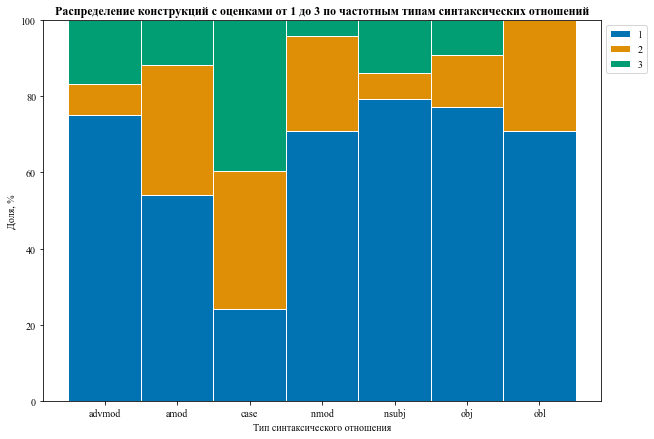 Распределение конструкций с оценками от 1 до 3 по частотным типам синтаксических отношений
100
80
60
40
20
0
Доля, %
advmod amod case nmod nsubj obj obl
Тип синтаксического отношения
1
2
3